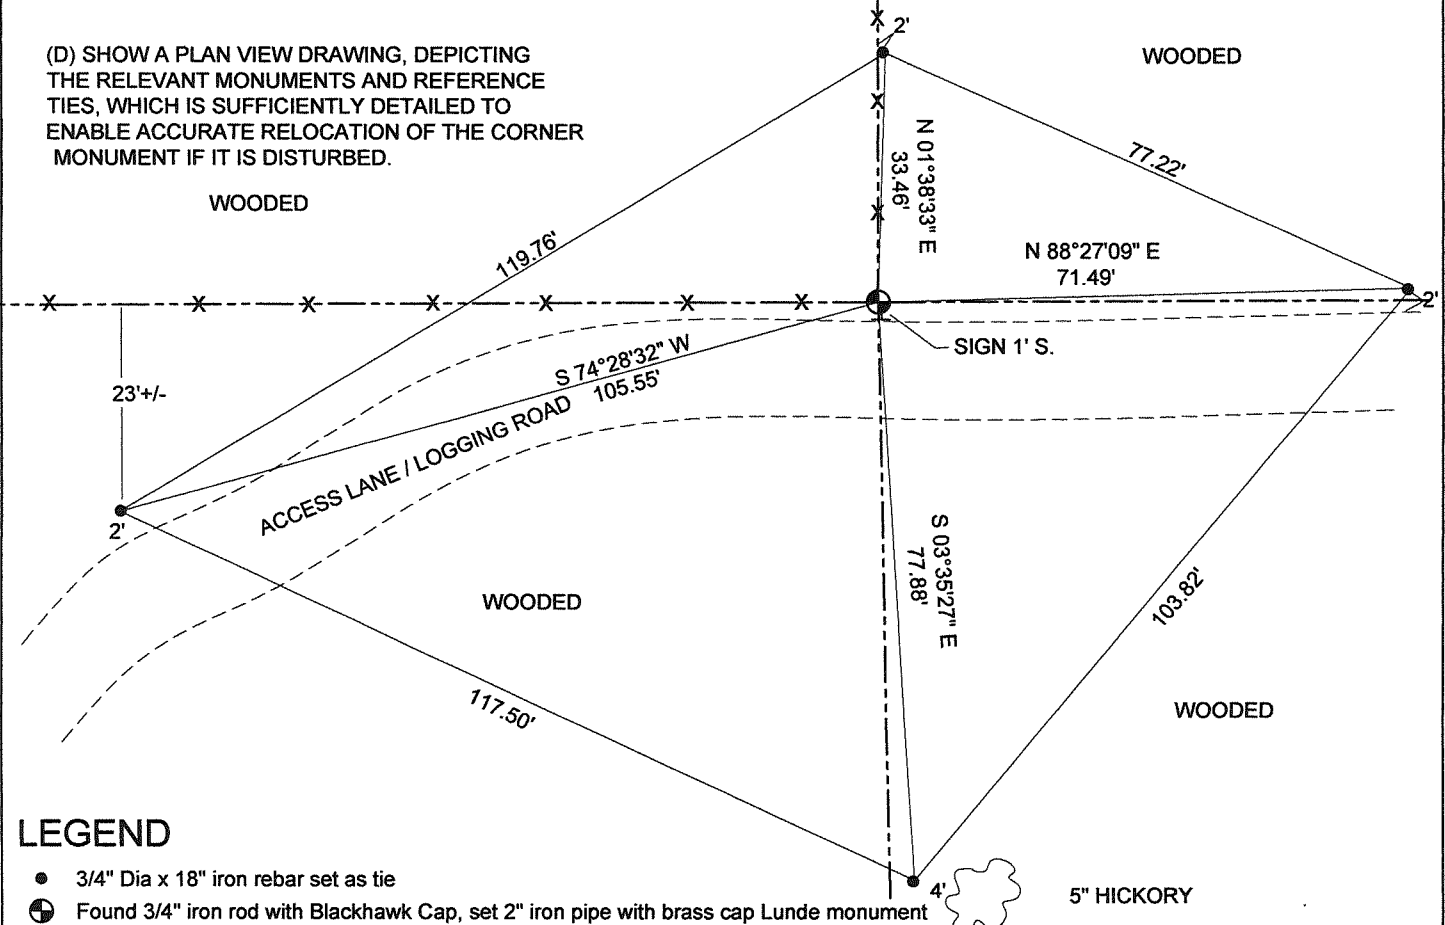 (D) SHOW A PLAN VIEW DRAWING, DEPICTING
THE RELEVANT MONUMENTS AND REFERENCE
TIES, WHICH IS SUFFICIENTLY DETAILED TO
ENABLE ACCURATE RELOCATION OF THE CORNER
MONUMENT IF IT IS DISTURBED.
X
2'
WOODED
X
N 01°38'33" E
33.46'
77.22'
WOODED
X
119.76'
N 88°27'09" E
71.49'
X X X X X X X
2'
SIGN 1' S.
23'+/-
S 74°28'32" W
105.55'
ACCESS LANE / LOGGING ROAD
2'
S 03°35'27" E
77.88'
WOODED
103.82'
117.50'
WOODED
LEGEND
3/4" Dia x 18" iron rebar set as tie
4'
5" HICKORY
Found 3/4" iron rod with Blackhawk Cap, set 2" iron pipe with brass cap Lunde monument